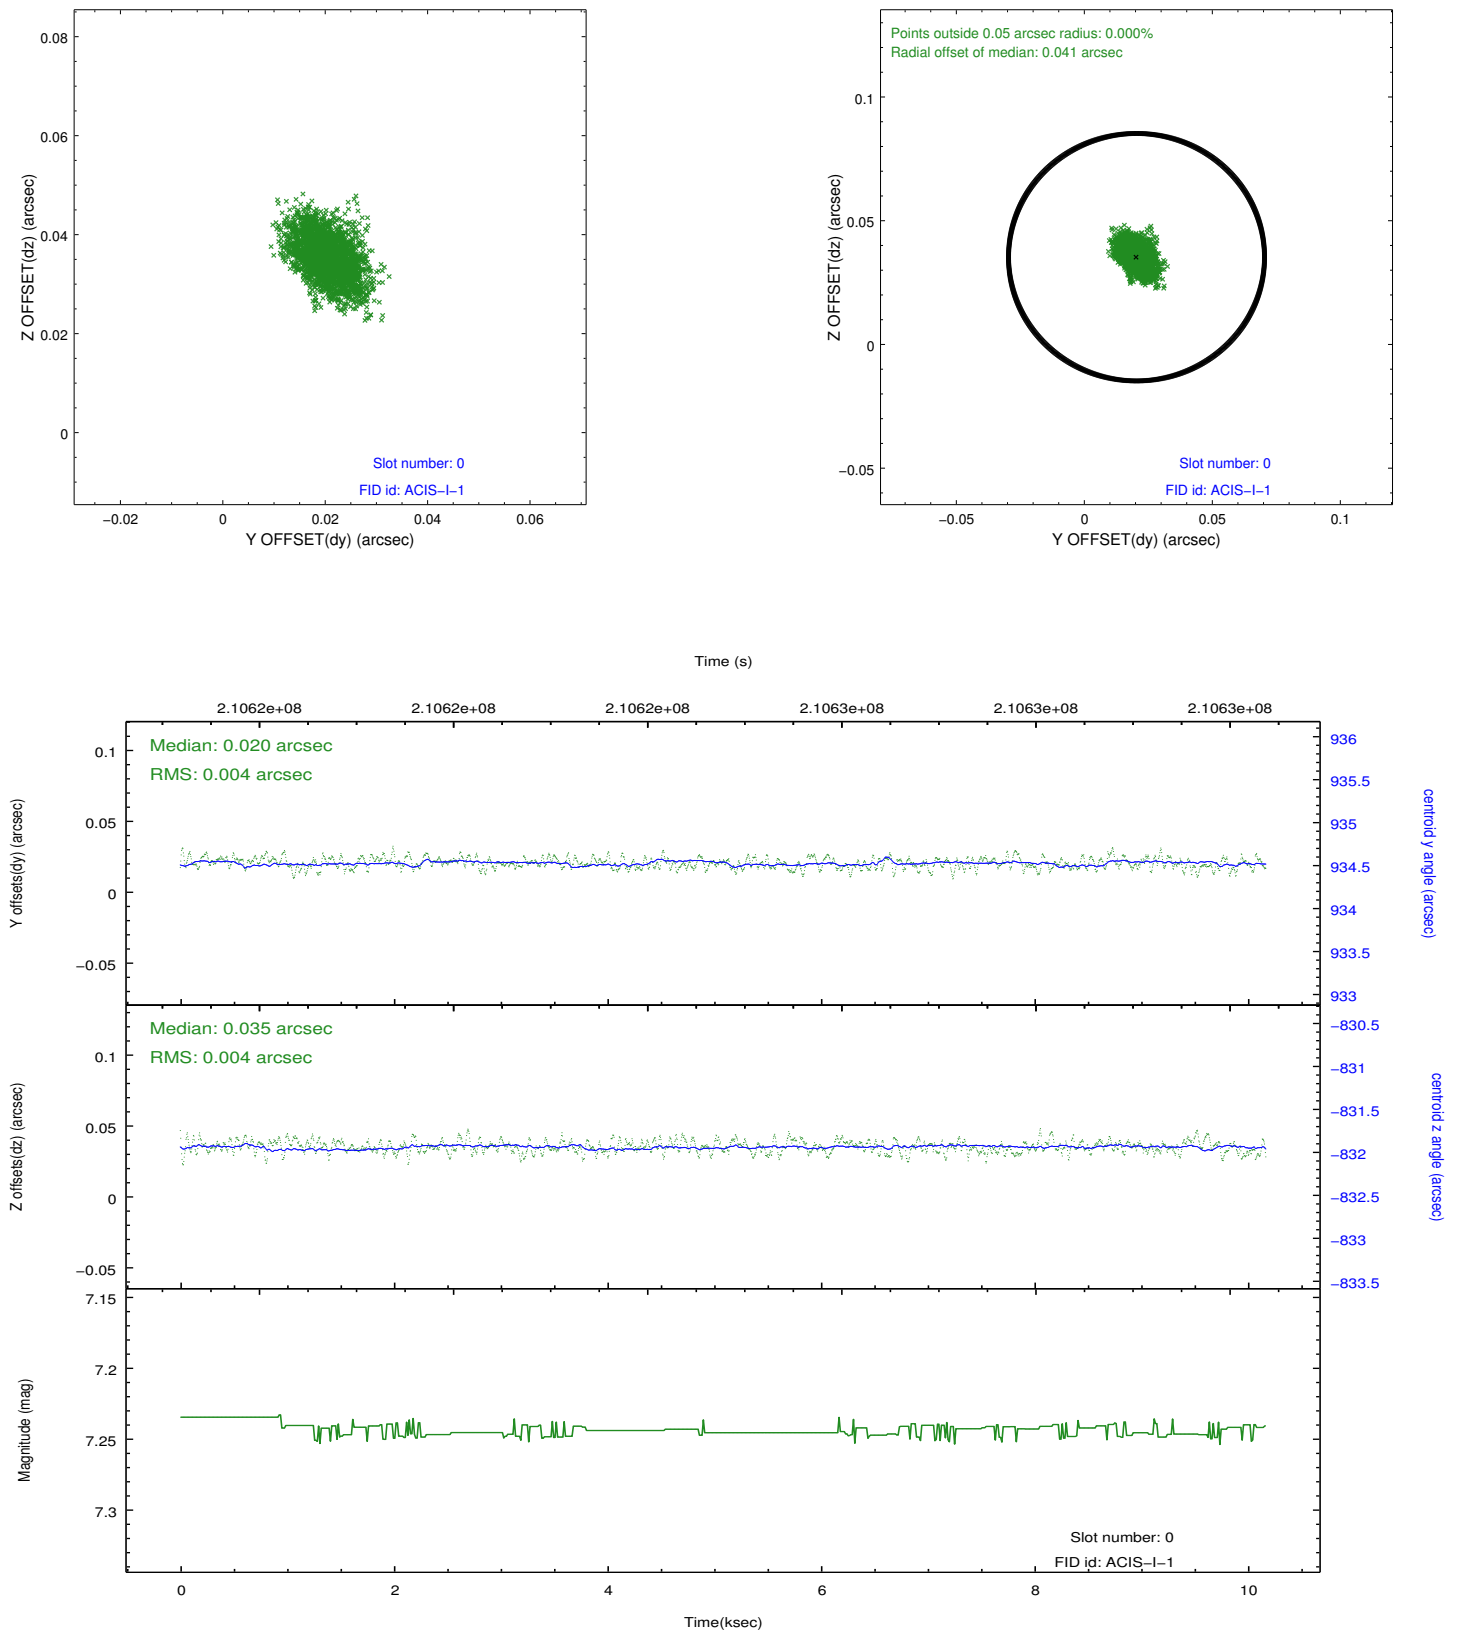 0.08
0.06
0.04
0.02
0
Z OFFSET(dz) (arcsec)
Slot number: 0
FID id: ACIS−I−1
−0.02
0
0.02
0.04
0.06
Y OFFSET(dy) (arcsec)
Points outside 0.05 arcsec radius: 0.000%
Radial offset of median: 0.041 arcsec
0.1
0.05
0
−0.05
Z OFFSET(dz) (arcsec)
Slot number: 0
FID id: ACIS−I−1
−0.05
0
0.05
0.1
Y OFFSET(dy) (arcsec)
Time (s)
2.1062e+08
2.1062e+08
2.1062e+08
2.1063e+08
2.1063e+08
2.1063e+08
Median: 0.020 arcsec
RMS: 0.004 arcsec
0.1
0.05
0
−0.05
Y offsets(dy) (arcsec)
936
935.5
935
934.5
934
933.5
933
centroid y angle (arcsec)
Median: 0.035 arcsec
RMS: 0.004 arcsec
0.1
0.05
0
−0.05
Z offsets(dz) (arcsec)
−830.5
−831
−831.5
−832
−832.5
−833
−833.5
centroid z angle (arcsec)
7.15
7.2
7.25
7.3
Magnitude (mag)
Slot number: 0
FID id: ACIS−I−1
0
2
4
6
8
10
Time(ksec)